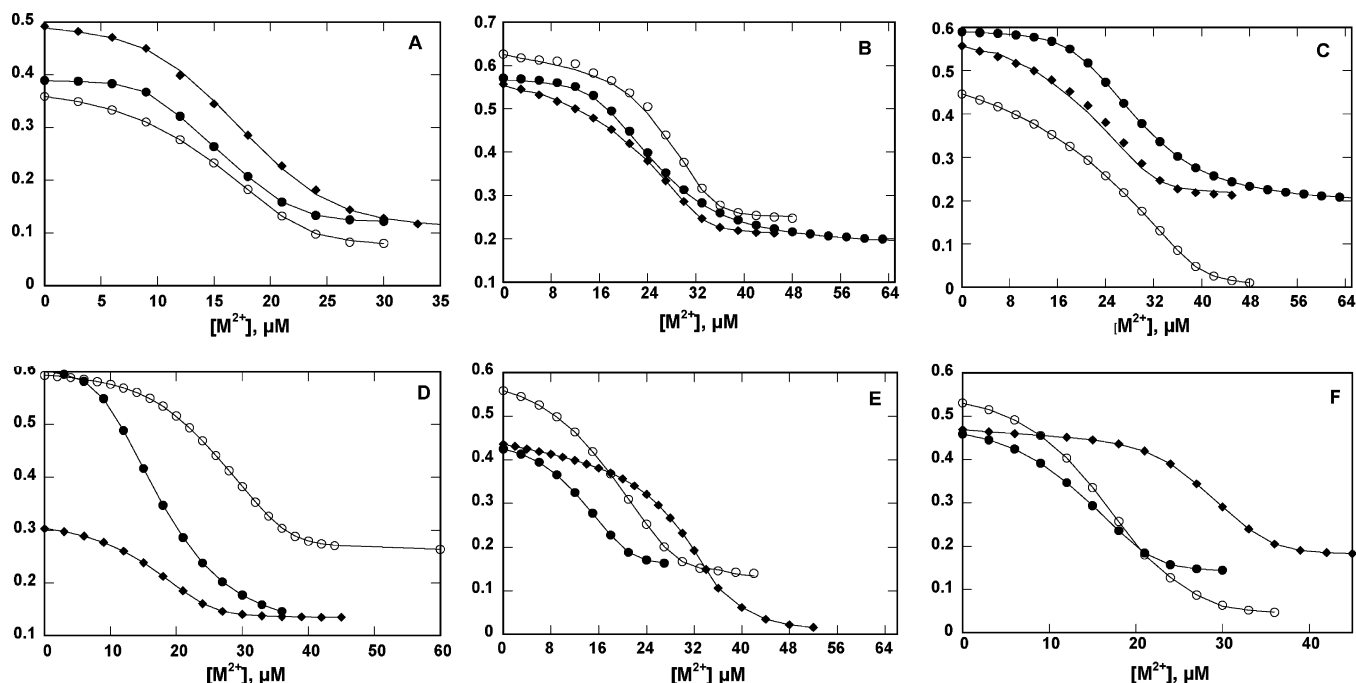 0.5 0.4 0.3 0.2 0.1 0
A
0 5 10 15 20 25 30 35
[M2+], µM
0.7 0.6 0.5 0.4 0.3 0.2 0.1
B
0 8 16 24 32 40 48 56 64
[M2+], µM
0.6 0.5 0.4 0.3 0.2 0.1 0
C
0 8 16 24 32 40 48 56 64
[M2+], µM
0.6 0.5 0.4 0.3 0.2 0.1
D
0 10 20 30 40 50 60
[M2+], µM
0.6 0.5 0.4 0.3 0.2 0.1 0
E
0 8 16 24 32 40 48 56 64
[M2+] µM
0.6 0.5 0.4 0.3 0.2 0.1 0
F
0 10 20 30 40
[M2+], µM